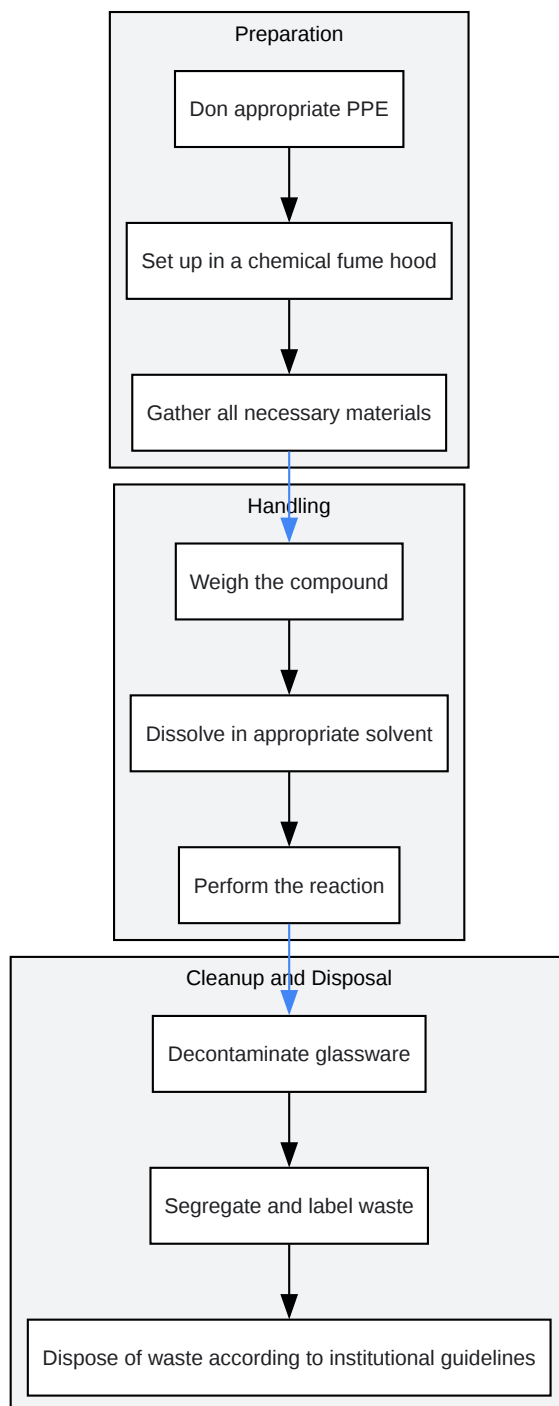 Preparation
Don appropriate PPE
Set up in a chemical fume hood
Gather all necessary materials
Handling
Weigh the compound
Dissolve in appropriate solvent
Perform the reaction
Cleanup and Disposal
Decontaminate glassware
Segregate and label waste
Dispose of waste according to institutional guidelines